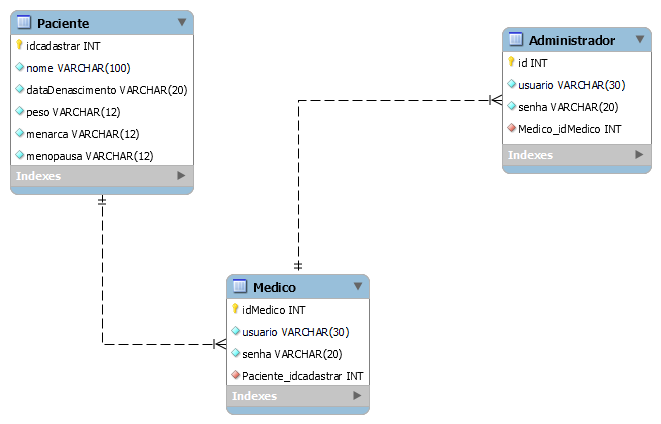 Paciente
idcadastrar INT
nome VARCHAR(100)
dataDenascimento VARCHAR(20)
peso VARCHAR(12)
menarca VARCHAR(12)
menopausa VARCHAR(12)
Indexes
Administrador
id INT
usuario VARCHAR(30)
senha VARCHAR(20)
Medico_idMedico INT
Indexes
Medico
idMedico INT
usuario VARCHAR(30)
senha VARCHAR(20)
Paciente_idcadastrar INT
Indexes